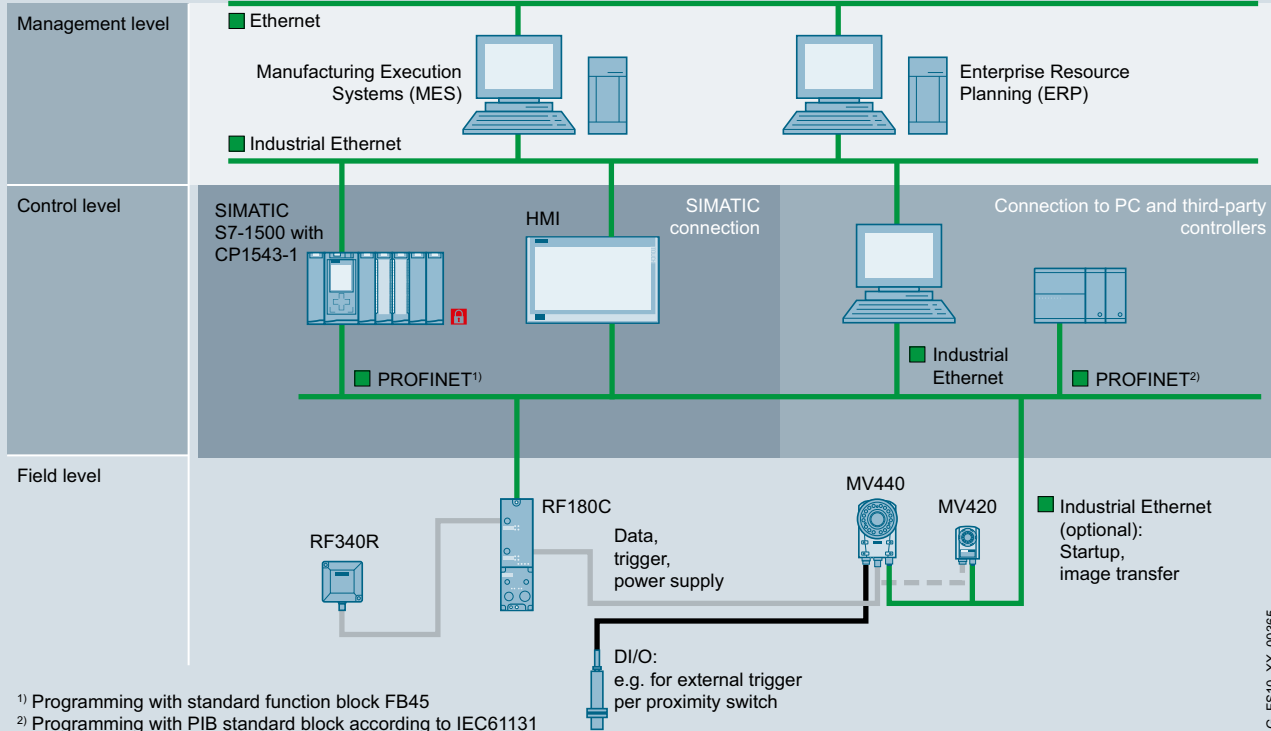 Management level
Ethernet
Manufacturing Execution
Systems (MES)
Enterprise Resource
Planning (ERP)
Industrial Ethernet
Control level
SIMATIC
S7-1500 with
CP1543-1
HMI
SIMATIC
connection
Connection to PC and third-party
controllers
PROFINET1)
Industrial
Ethernet
PROFINET2)
Field level
RF340R
RF180C
Data,
trigger,
power supply
MV440
MV420
Industrial Ethernet
(optional):
Startup,
image transfer
DI/O:
e.g. for external trigger
per proximity switch
1) Programming with standard function block FB45
2) Programming with PIB standard block according to IEC61131